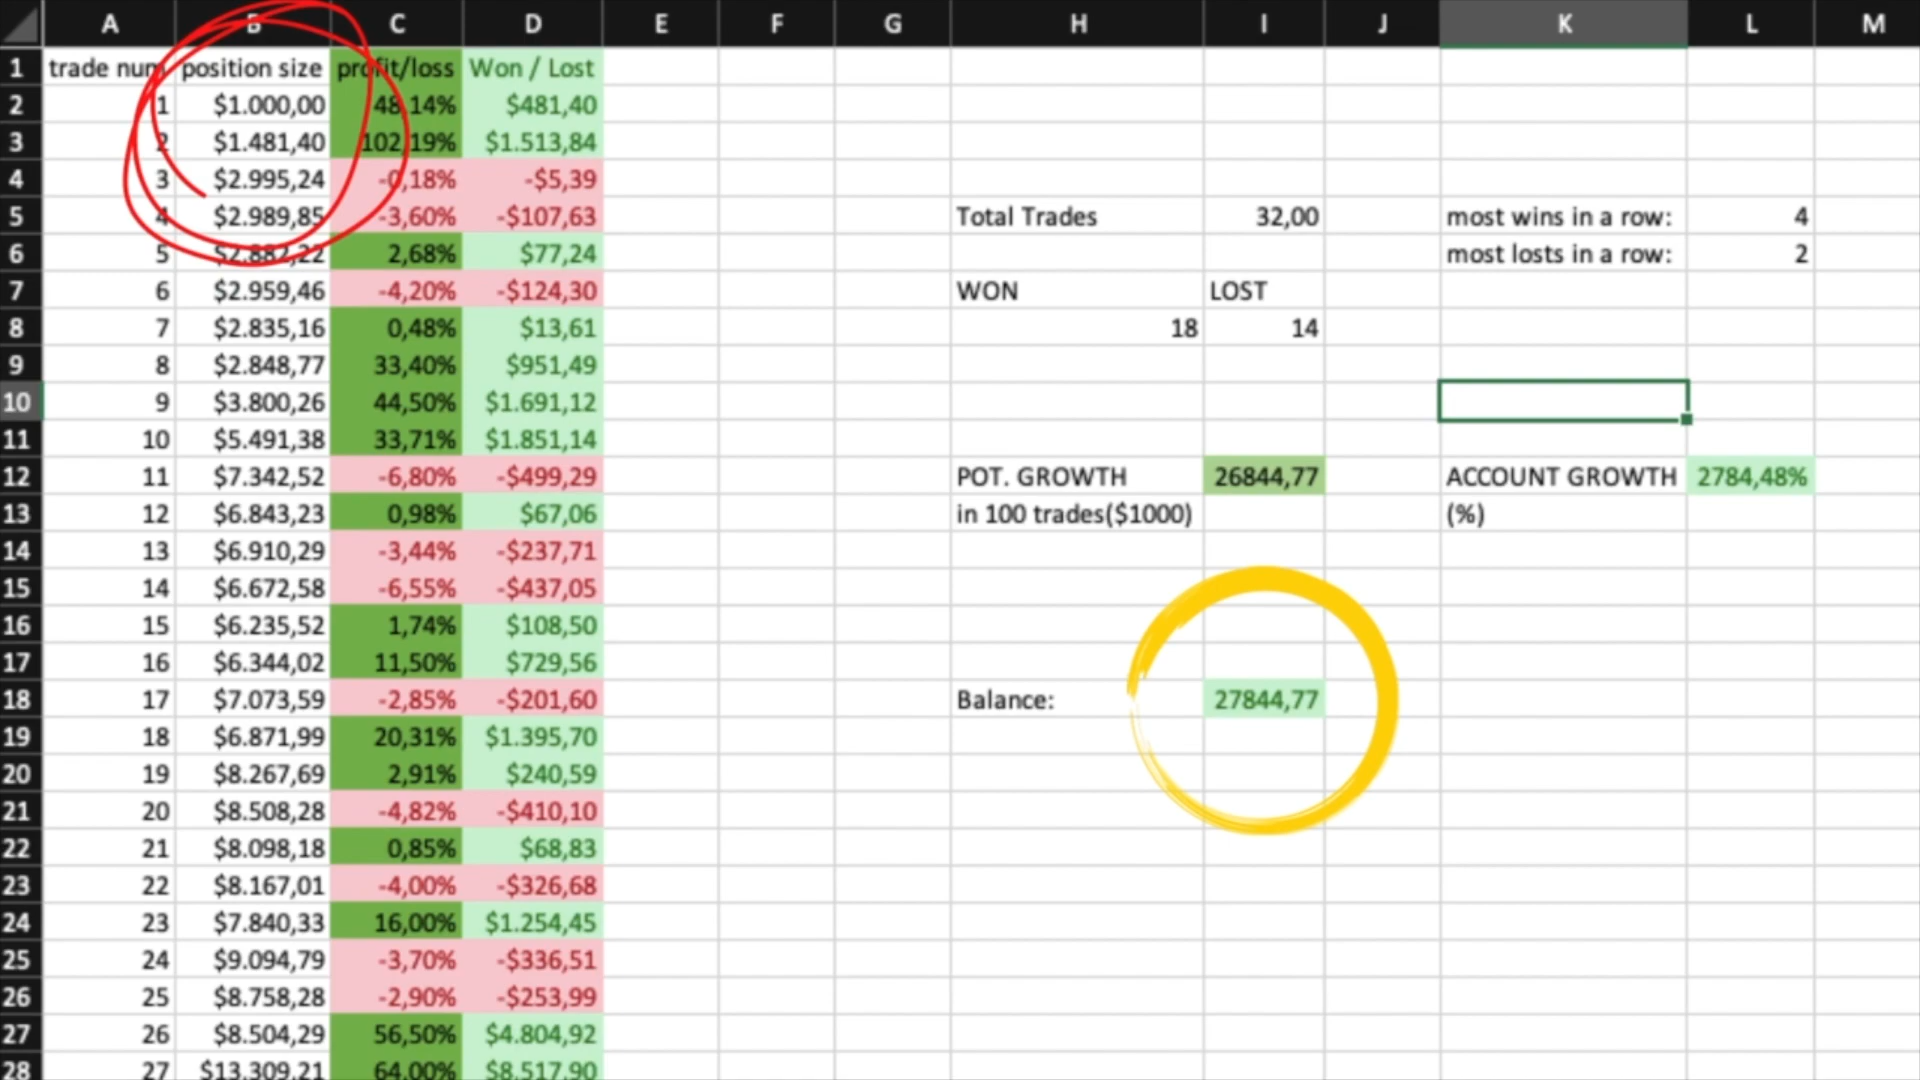 A B C D E F G H I J K L M
1 trade num position size profit/loss Won / Lost
2 1 $1.000,00 48,14% $481,40
3 2 $1.481,40 102,19% $1.513,84
4 3 $2.995,24 -0,18% -$5,39
5 4 $2.989,85 -3,60% -$107,63 Total Trades 32,00 most wins in a row: 4
6 5 $2.882,22 2,68% $77,24 most losts in a row: 2
7 6 $2.959,46 -4,20% -$124,30 WON LOST
8 7 $2.835,16 0,48% $13,61 18 14
9 8 $2.848,77 33,40% $951,49
10 9 $3.800,26 44,50% $1.691,12
11 10 $5.491,38 33,71% $1.851,14
12 11 $7.342,52 -6,80% -$499,29 POT. GROWTH 26844,77 ACCOUNT GROWTH 2784,48%
13 12 $6.843,23 0,98% $67,06 in 100 trades($1000) (%)
14 13 $6.910,29 -3,44% -$237,71
15 14 $6.672,58 -6,55% -$437,05
16 15 $6.235,52 1,74% $108,50
17 16 $6.344,02 11,50% $729,56
18 17 $7.073,59 -2,85% -$201,60 Balance: 27844,77
19 18 $6.871,99 20,31% $1.395,70
20 19 $8.267,69 2,91% $240,59
21 20 $8.508,28 -4,82% -$410,10
22 21 $8.098,18 0,85% $68,83
23 22 $8.167,01 -4,00% -$326,68
24 23 $7.840,33 16,00% $1.254,45
25 24 $9.094,79 -3,70% -$336,51
26 25 $8.758,28 -2,90% -$253,99
27 26 $8.504,29 56,50% $4.804,92
28 27 $13.309,21 64,00% $8.517,90